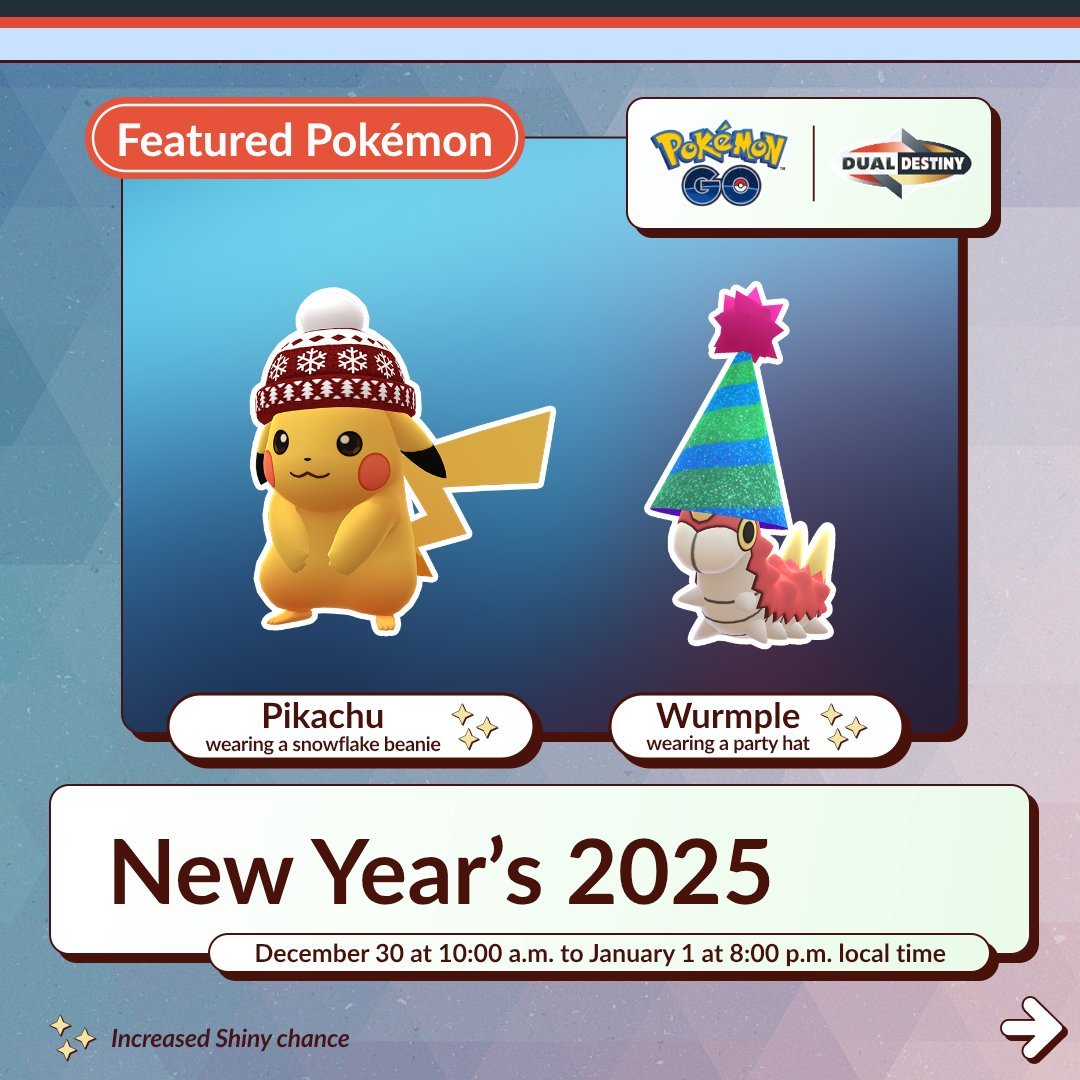 Featured Pokémon
Pokémon
GO
DUAL DESTINY
Pikachu
wearing a snowflake beanie
Wurmple
wearing a party hat
New Year’s 2025
December 30 at 10:00 a.m. to January 1 at 8:00 p.m. local time
Increased Shiny chance